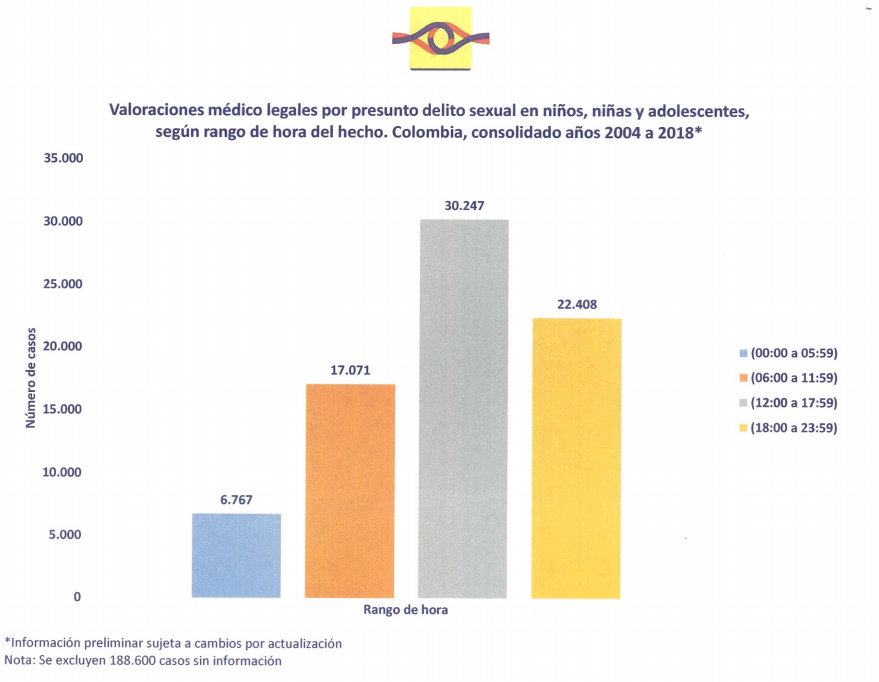 Valoraciones médico legales por presunto delito sexual en niños, niñas y adolescentes,
según rango de hora del hecho. Colombia, consolidado años 2004 a 2018*
35.000
30.000
25.000
20.000
15.000
10.000
5.000
0
Número de casos
6.767
17.071
30.247
22.408
Rango de hora
(00:00 a 05:59)
(06:00 a 11:59)
(12:00 a 17:59)
(18:00 a 23:59)
*Información preliminar sujeta a cambios por actualización
Nota: Se excluyen 188.600 casos sin información